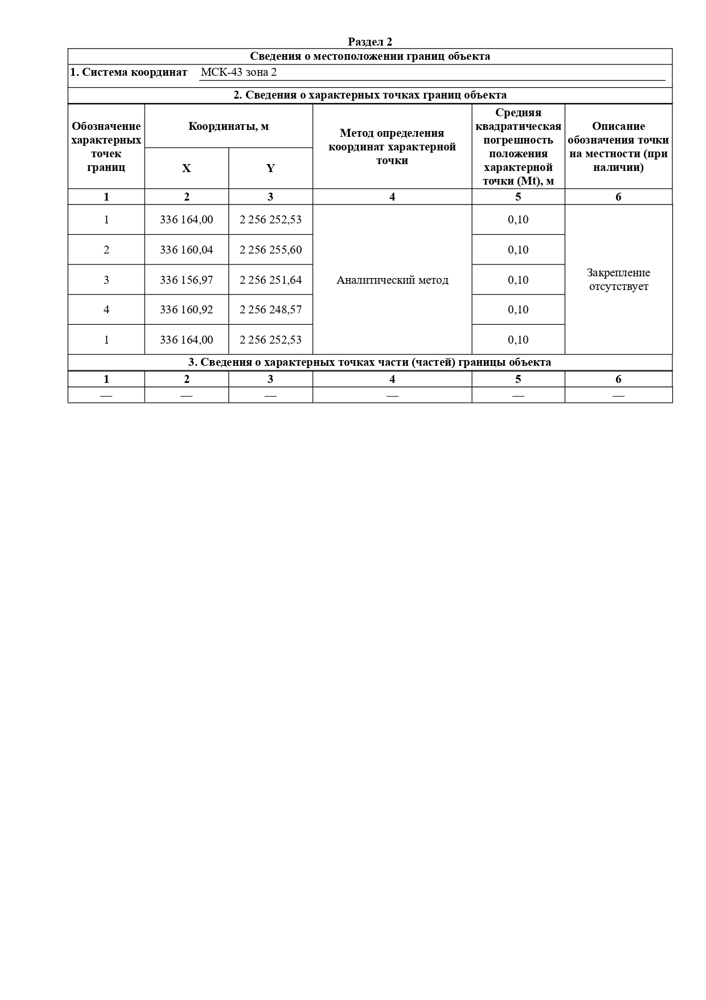 Раздел 2
Сведения о местоположении границ объекта
1. Система координат МСК-43 зона 2
2. Сведения о характерных точках границ объекта
Обозначение
характерных
точек
границ
Координаты, м
X Y
Метод определения
координат характерной
точки
Средняя
квадратическая
погрешность
положения
характерной
точки (Mt), м
Описание
обозначения точки
на местности (при
наличии)
1 2 3 4 5 6
1 336 164,00 2 256 252,53 0,10
2 336 160,04 2 256 255,60 0,10
3 336 156,97 2 256 251,64 Аналитический метод 0,10
Закрепление
отсутствует
4 336 160,92 2 256 248,57 0,10
1 336 164,00 2 256 252,53 0,10
3. Сведения о характерных точках части (частей) границы объекта
1 2 3 4 5 6
— — — — — —